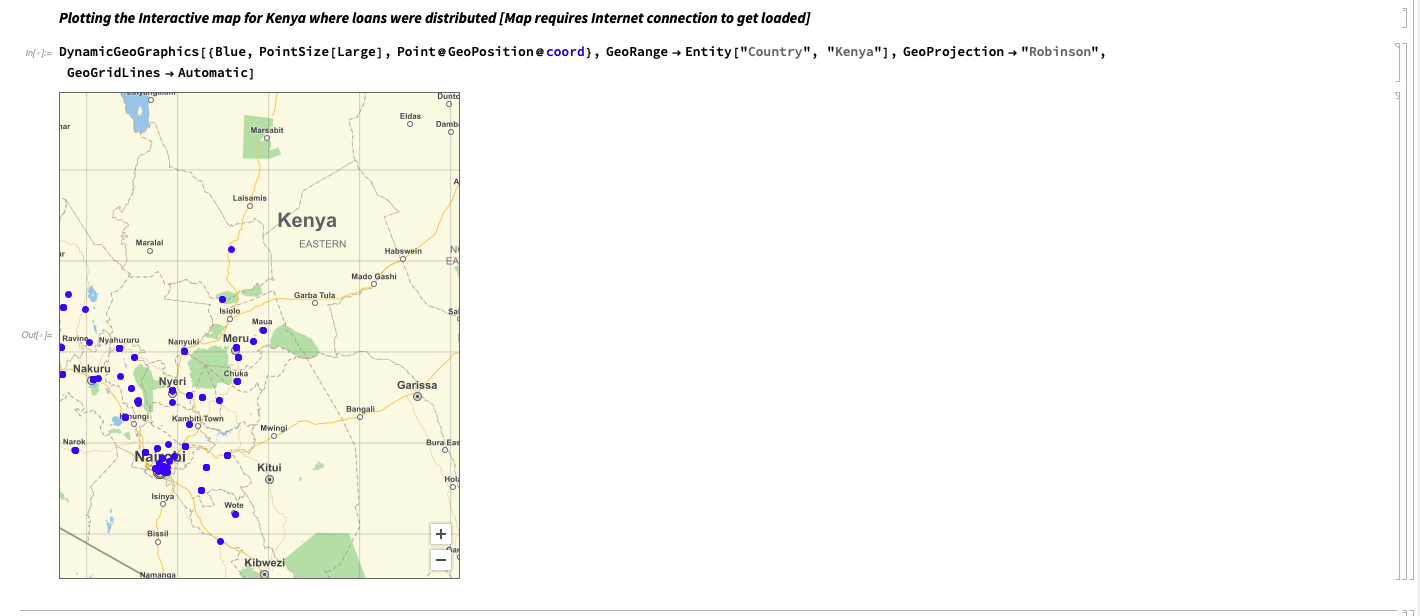 Plotting the Interactive map for Kenya where loans were distributed [Map requires Internet connection to get loaded]
In[∘]:= DynamicGeoGraphics[{Blue, PointSize[Large], Point@GeoPosition@coord}, GeoRange → Entity["Country", "Kenya"], GeoProjection → "Robinson",
GeoGridLines → Automatic]
Out[∘]=
Dunto
Eldas
Damba
Marsabit
Laisamis
Kenya
EASTERN
Maralal
Habswein
Mado Gashi
Garba Tula
Isiolo
Maua
Ravine
Nyahururu
Nanyuki
Meru
Nakuru
Nyeri
Chuka
Garissa
Bangali
Kambiti Town
Mwingi
Narok
Bura Eas
Nairobi
Kitui
Hola
Isinya
Wote
Bissil
+
−
Kibwezi
Namanga